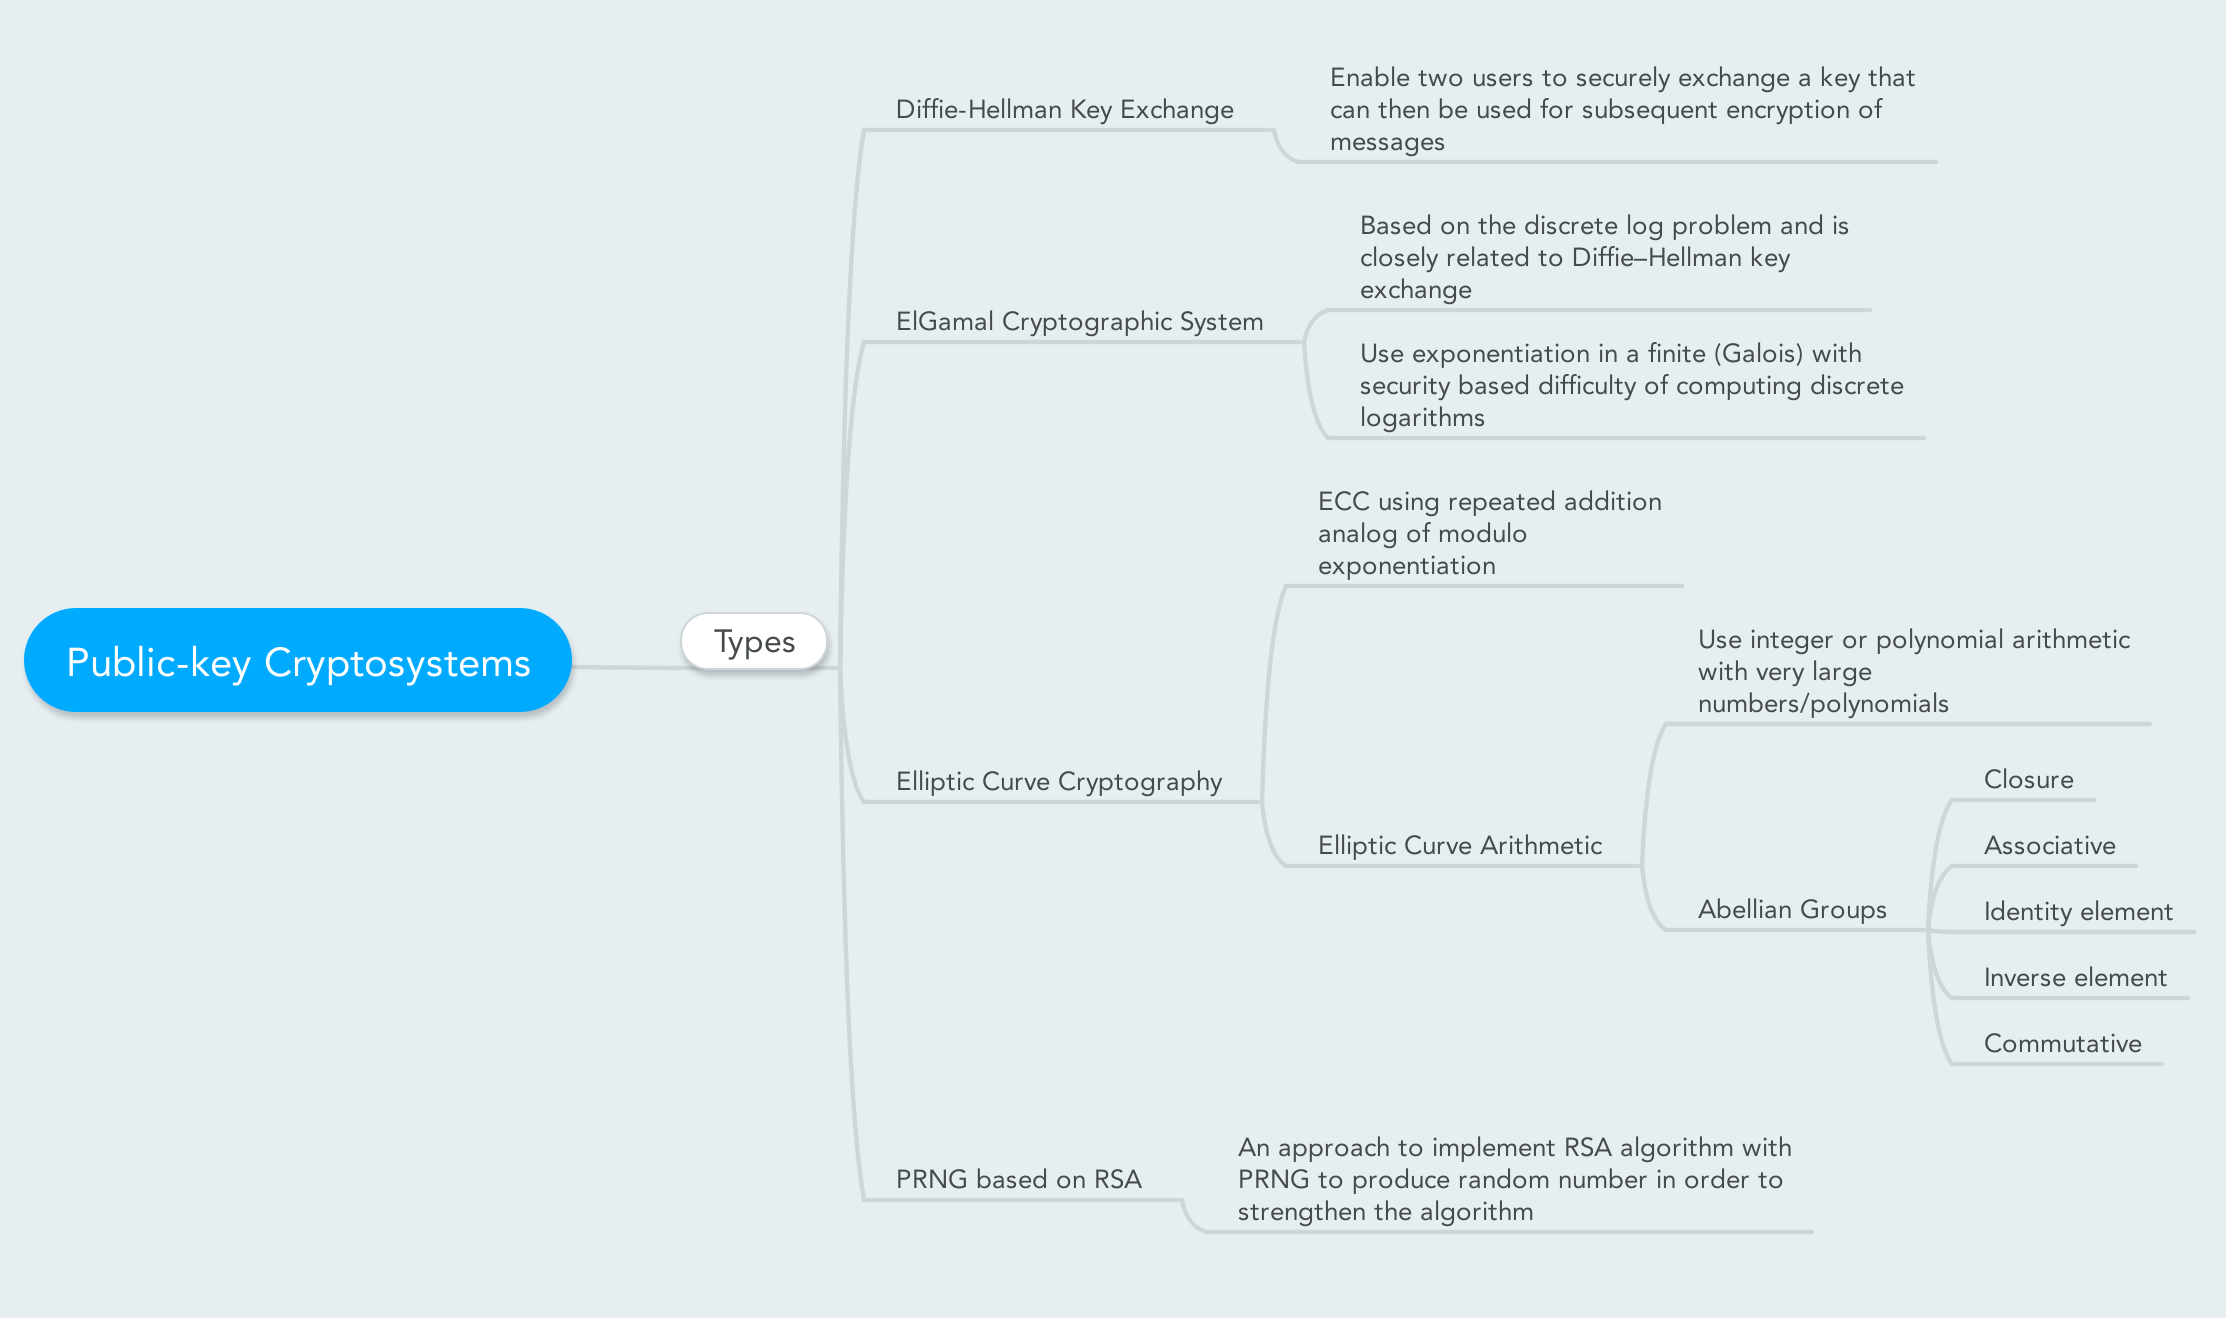 Public-key Cryptosystems
Types
Diffie-Hellman Key Exchange
Enable two users to securely exchange a key that
can then be used for subsequent encryption of
messages
ElGamal Cryptographic System
Based on the discrete log problem and is
closely related to Diffie–Hellman key
exchange
Use exponentiation in a finite (Galois) with
security based difficulty of computing discrete
logarithms
Elliptic Curve Cryptography
ECC using repeated addition
analog of modulo
exponentiation
Elliptic Curve Arithmetic
Use integer or polynomial arithmetic
with very large
numbers/polynomials
Abellian Groups
Closure
Associative
Identity element
Inverse element
Commutative
PRNG based on RSA
An approach to implement RSA algorithm with
PRNG to produce random number in order to
strengthen the algorithm